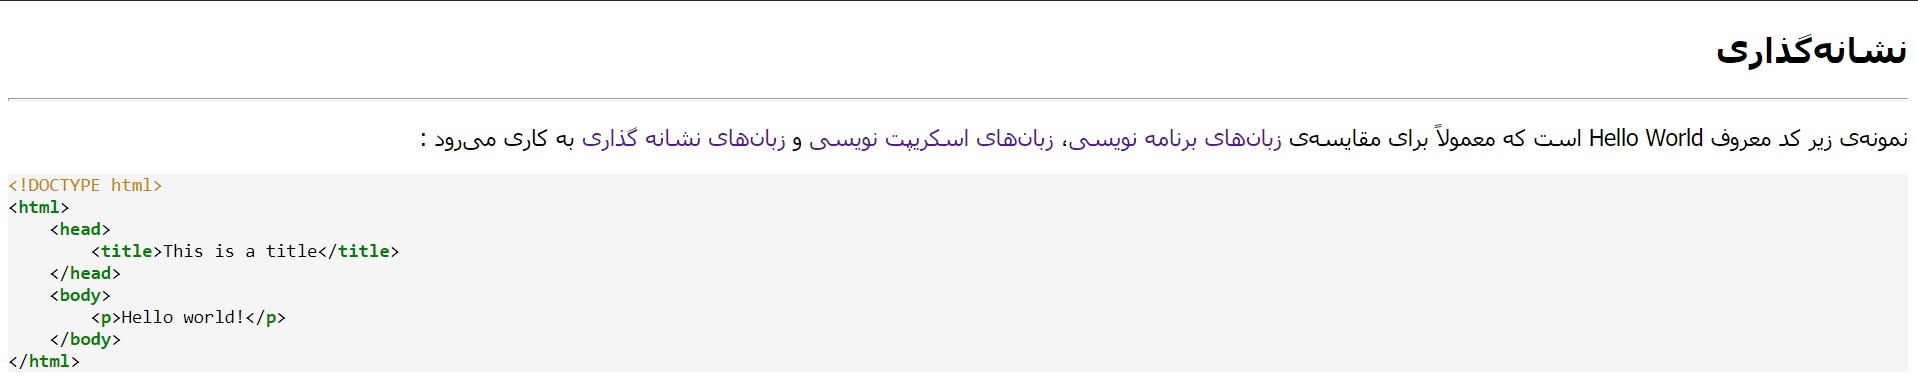 نشانه‌گذاری
نمونه‌ی زیر کد معروف Hello World است که معمولاً برای مقایسه‌ی زبان‌های برنامه نویسی، زبان‌های اسکریپت نویسی و زبان‌های نشانه گذاری به کاری می‌رود :
<!DOCTYPE html>
<html>
    <head>
        <title>This is a title</title>
    </head>
    <body>
        <p>Hello world!</p>
    </body>
</html>